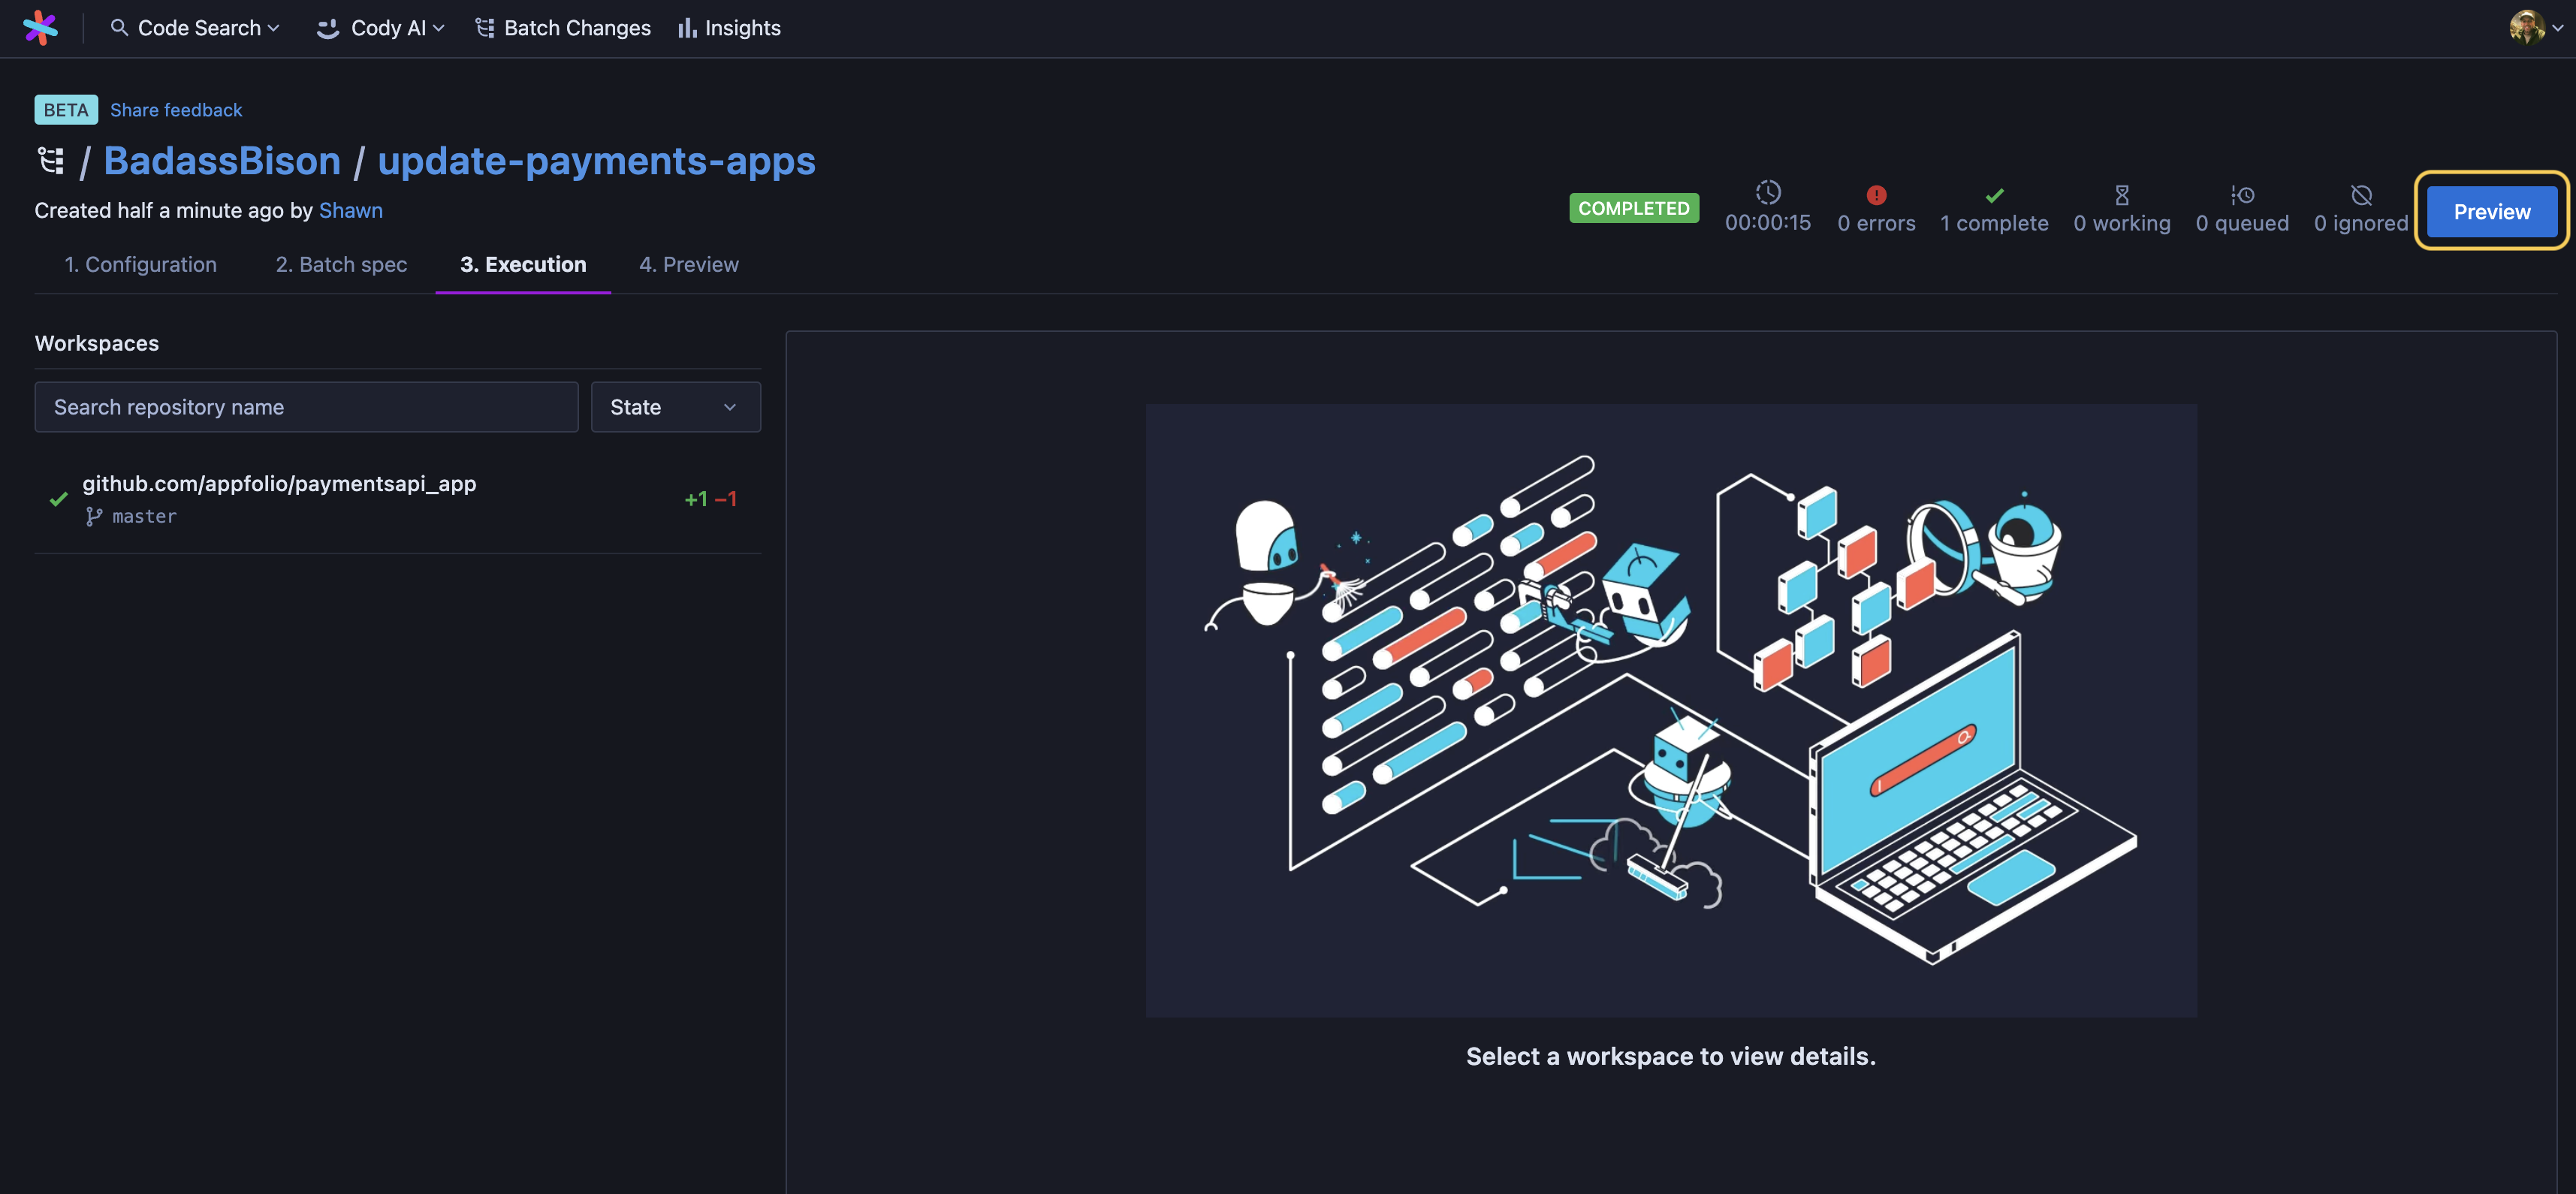 Code Search
Cody AI
Batch Changes
Insights
BETA
Share feedback
/ BadassBison / update-payments-apps
Created half a minute ago by Shawn
COMPLETED
00:00:15
0 errors
1 complete
0 working
0 queued
0 ignored
Preview
1. Configuration
2. Batch spec
3. Execution
4. Preview
Workspaces
Search repository name
State
github.com/appfolio/paymentsapi_app
+1 −1
master
Select a workspace to view details.